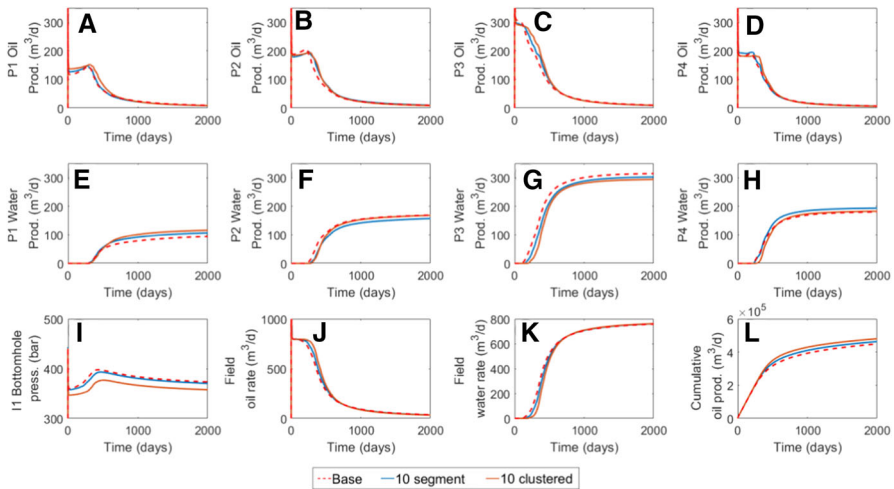 A
B
C
D
P1 Oil
Prod. (m³/d)
300
200
100
0
0 1000 2000
Time (days)
P2 Oil
Prod. (m³/d)
300
200
100
0
0 1000 2000
Time (days)
P3 Oil
Prod. (m³/d)
300
200
100
0
0 1000 2000
Time (days)
P4 Oil
Prod. (m³/d)
300
200
100
0
0 1000 2000
Time (days)
E
F
G
H
P1 Water
Prod. (m³/d)
300
200
100
0
0 1000 2000
Time (days)
P2 Water
Prod. (m³/d)
300
200
100
0
0 1000 2000
Time (days)
P3 Water
Prod. (m³/d)
300
200
100
0
0 1000 2000
Time (days)
P4 Water
Prod. (m³/d)
300
200
100
0
0 1000 2000
Time (days)
I
J
K
L
I1 Bottomhole
press. (bar)
500
400
300
0 1000 2000
Time (days)
Field
oil rate (m³/d)
1000
500
0
0 1000 2000
Time (days)
Field
water rate (m³/d)
800
600
400
200
0
0 1000 2000
Time (days)
Cumulative
oil prod. (m³/d)
× 10⁵
6
4
2
0
0 1000 2000
Time (days)
Base 10 segment 10 clustered